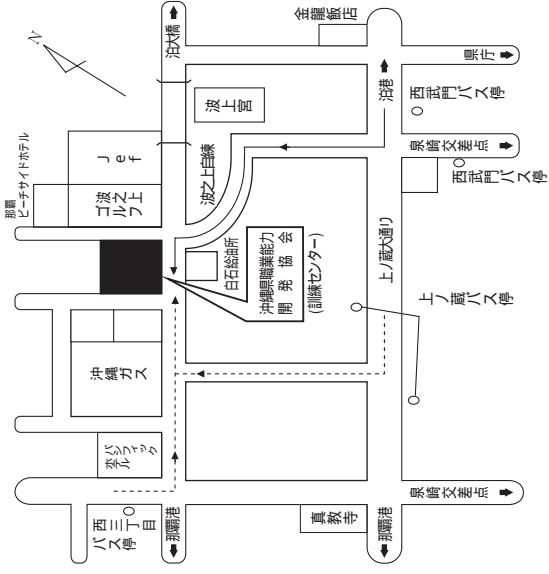 N
泊大橋
金龍飯店
県庁
那覇
ビーチサイドホテル
Ｊｅｆ
波之上
ゴルフ
波上宮
波之上自練
泊港
西武門バス停
泉崎交差点
西武門バス停
白石給油所
沖縄県職業能力
開発協会
(訓練センター)
上ノ蔵大通り
上ノ蔵バス停
沖縄ガス
パシフィック
ホテル
西三丁目
バス停
那覇港
真教寺
那覇港
泉崎交差点